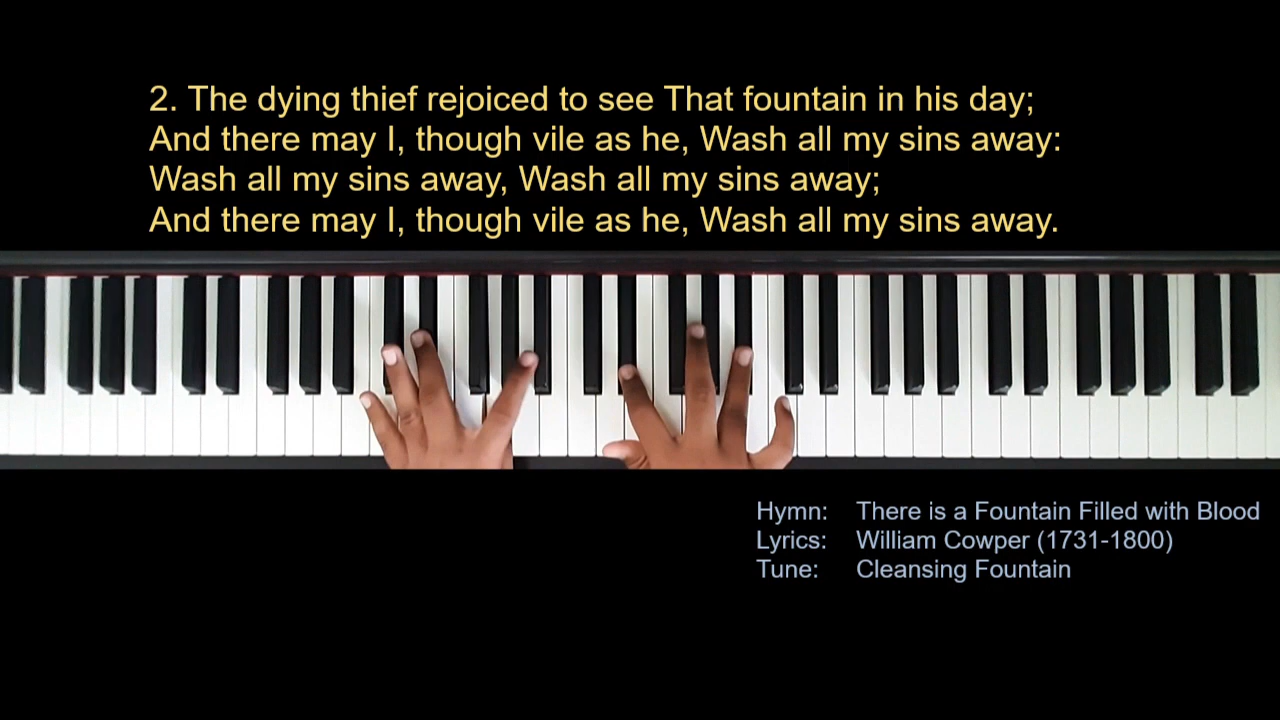 2. The dying thief rejoiced to see That fountain in his day;
And there may I, though vile as he, Wash all my sins away:
Wash all my sins away, Wash all my sins away;
And there may I, though vile as he, Wash all my sins away.
Hymn: There is a Fountain Filled with Blood
Lyrics: William Cowper (1731-1800)
Tune: Cleansing Fountain